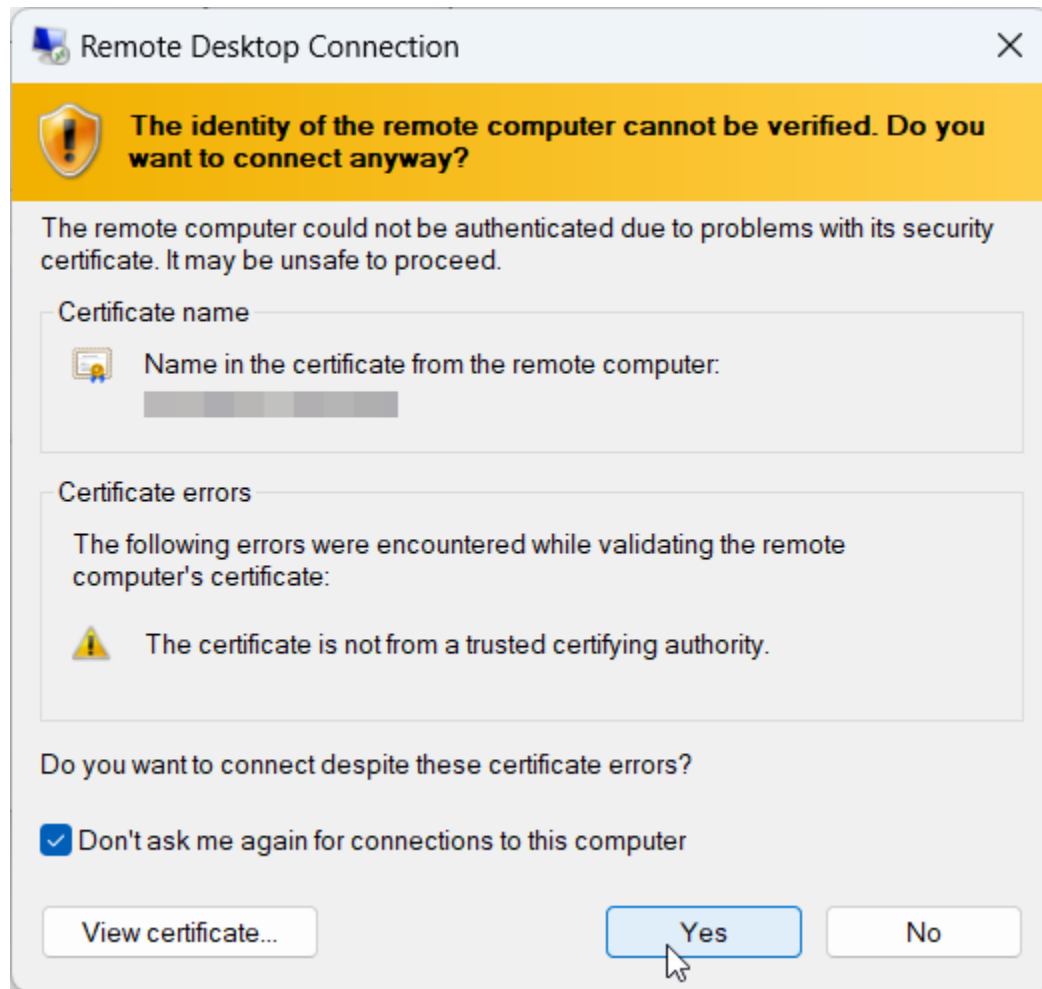 Remote Desktop Connection
The identity of the remote computer cannot be verified. Do you
want to connect anyway?
The remote computer could not be authenticated due to problems with its security
certificate. It may be unsafe to proceed.
Certificate name
Name in the certificate from the remote computer:
Certificate errors
The following errors were encountered while validating the remote
computer's certificate:
The certificate is not from a trusted certifying authority.
Do you want to connect despite these certificate errors?
Don't ask me again for connections to this computer
View certificate...
Yes
No